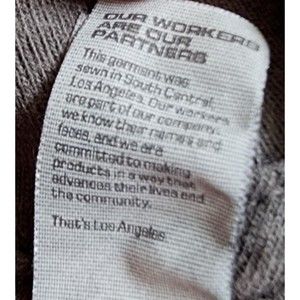 OUR WORKERS
ARE OUR
PARTNERS
This garment was
sewn in South Central
Los Angeles. Our workers
are part of our company,
we know their names and
faces, and we are
committed to making
products in a way that
advances their lives and
the community.
That's Los Angeles